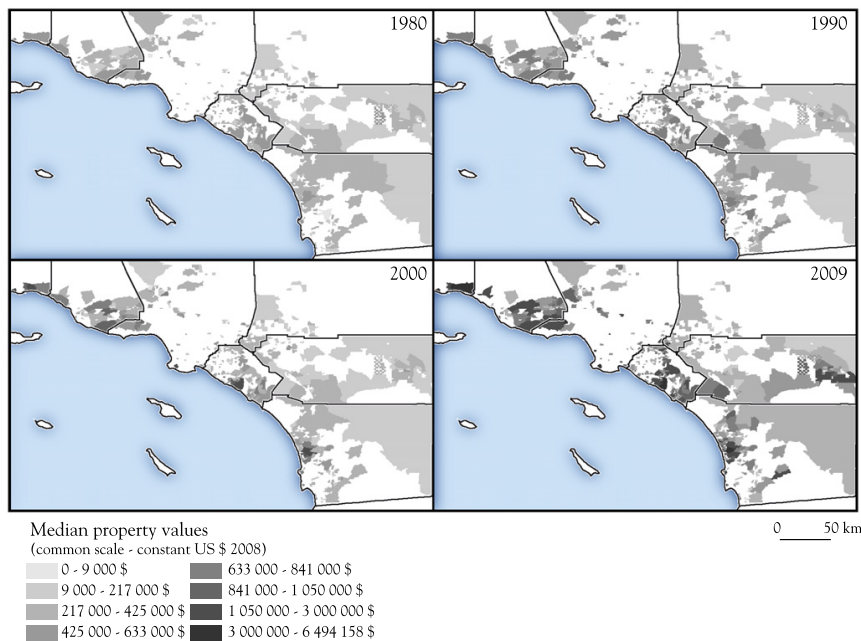 1980
1990
2000
2009
Median property values
(common scale - constant US $ 2008)
0 - 9 000 $
9 000 - 217 000 $
217 000 - 425 000 $
425 000 - 633 000 $
633 000 - 841 000 $
841 000 - 1 050 000 $
1 050 000 - 3 000 000 $
3 000 000 - 6 494 158 $
0 50 km